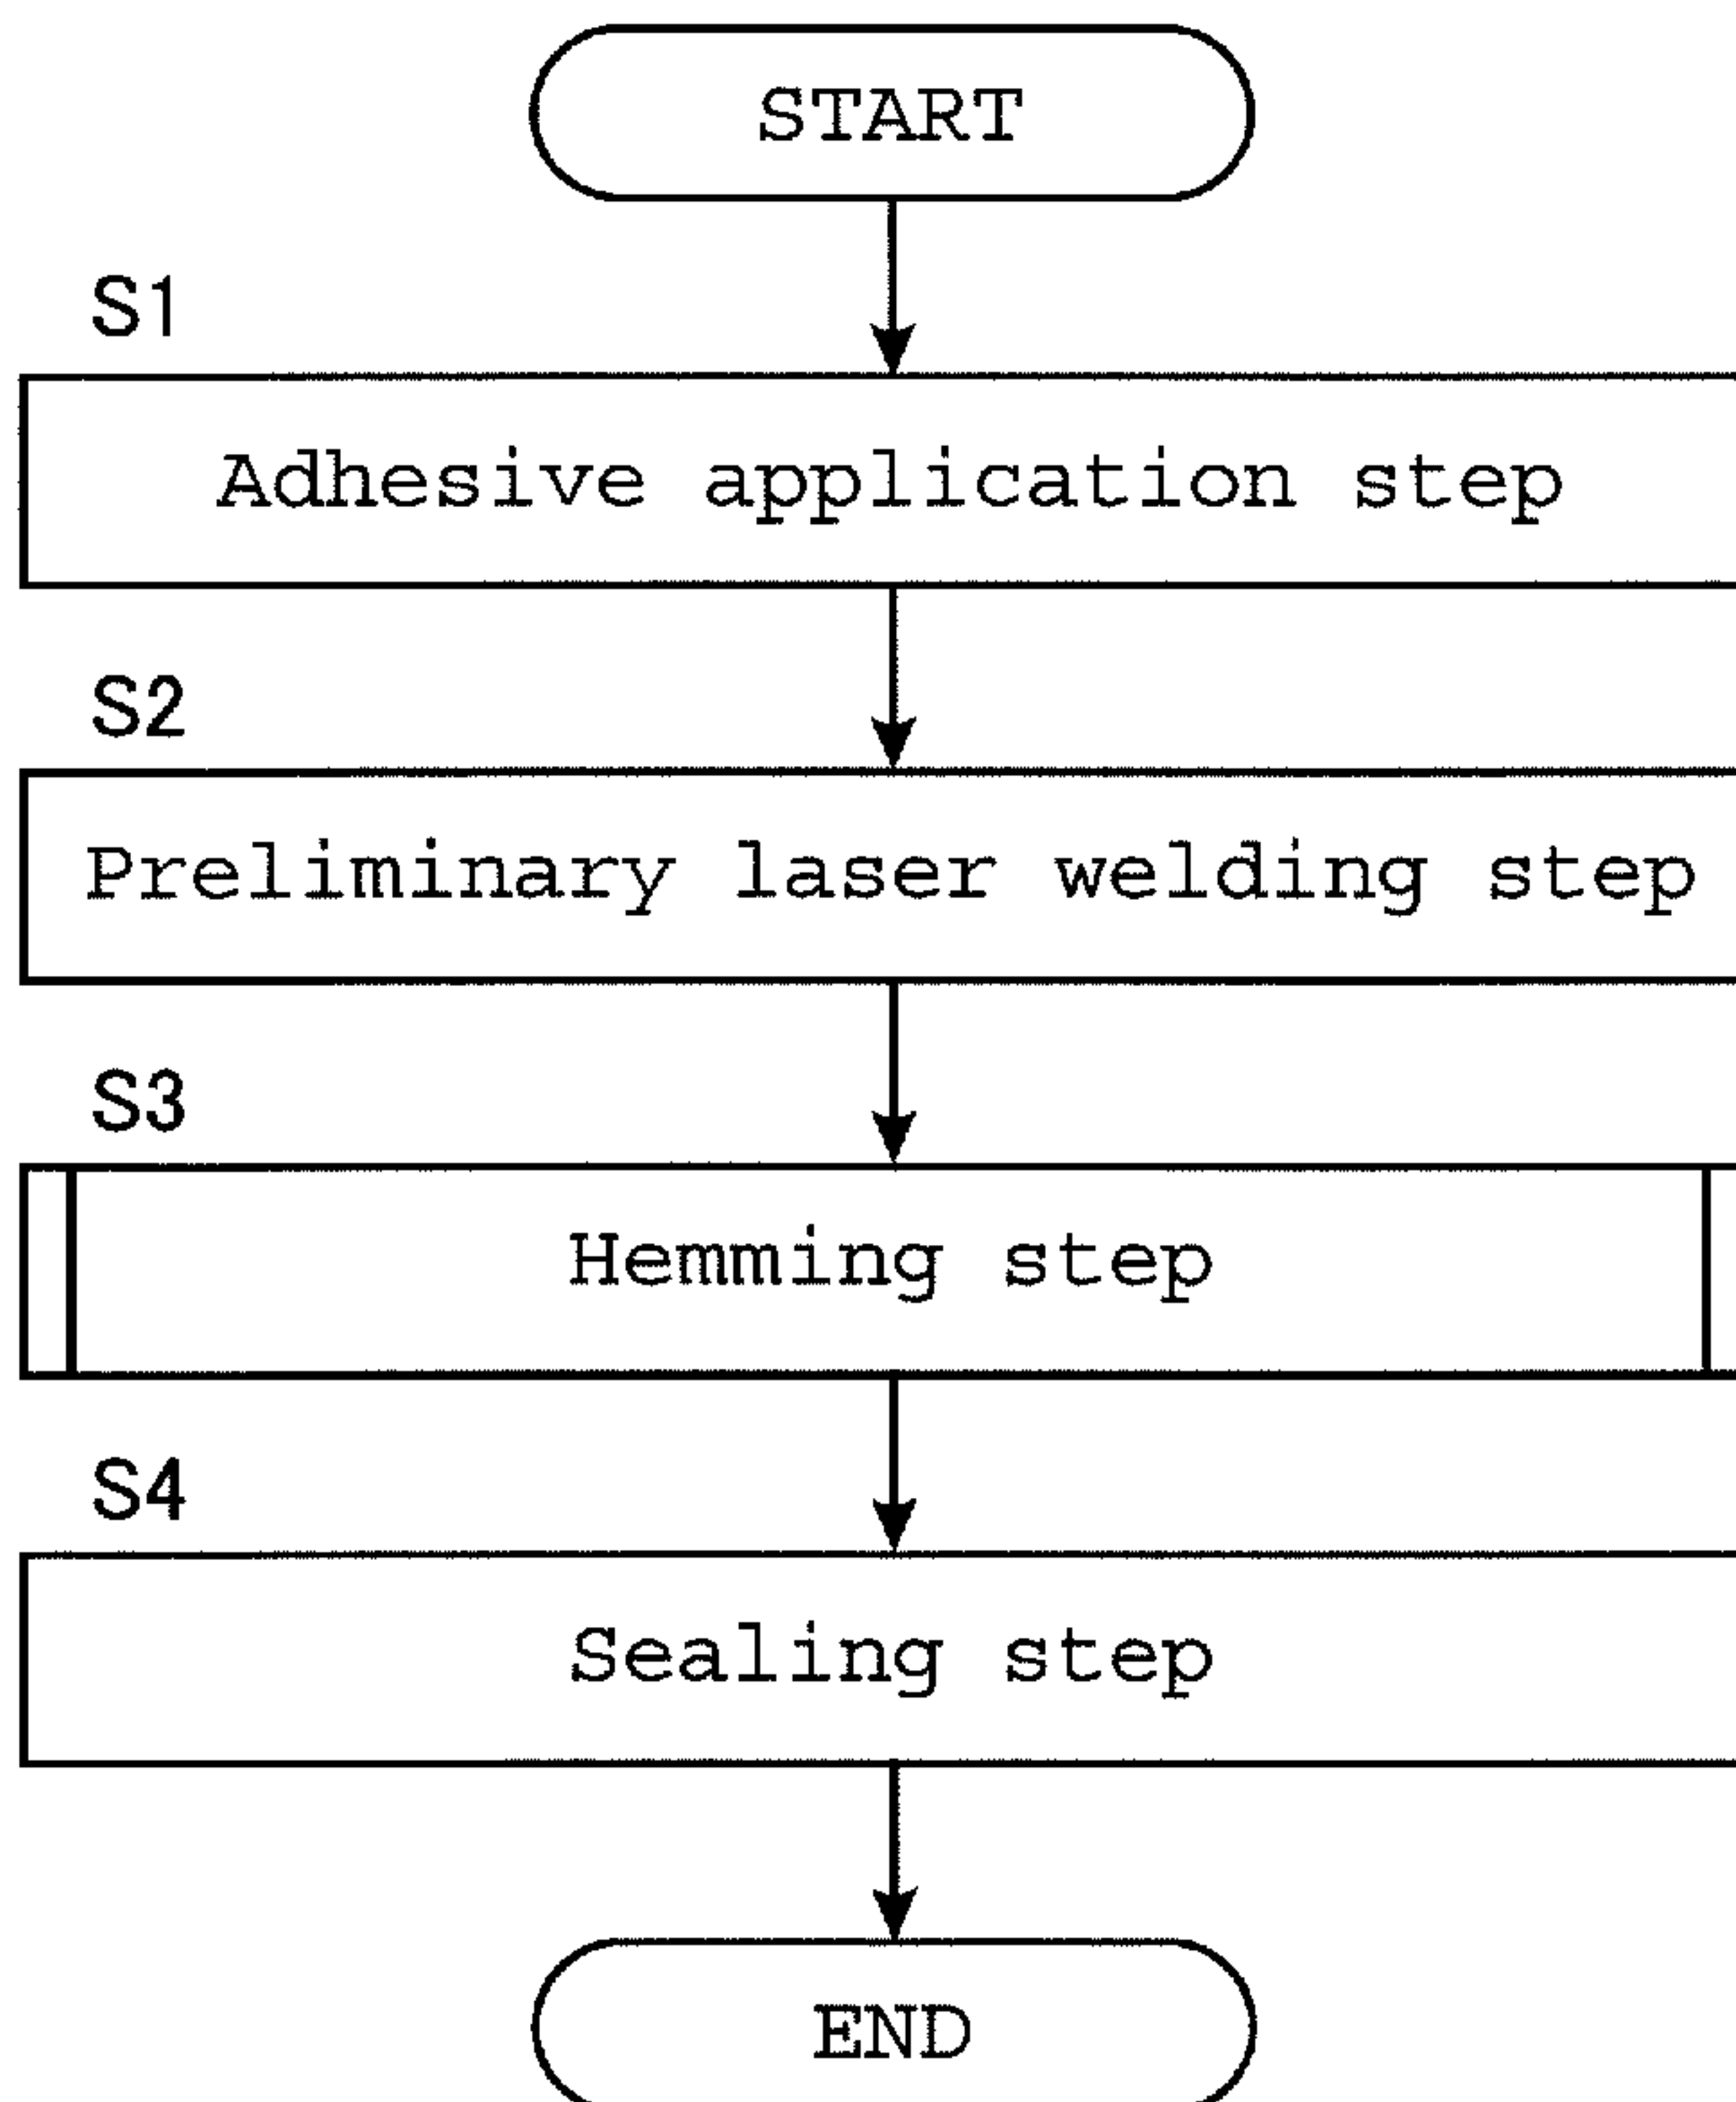 START
S1
Adhesive application step
S2
Preliminary laser welding step
S3
Hemming step
S4
Sealing step
END